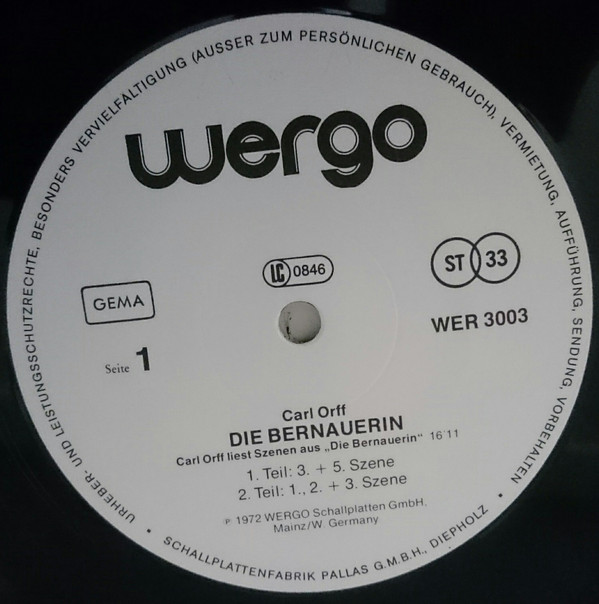 URHEBER- UND LEISTUNGSSCHUTZRECHTE, BESONDERS VERVIELFALTIGUNG (AUSSER ZUM PERSÖNLICHEN GEBRAUCH), VERMIETUNG, AUFFÜHRUNG, SENDUNG, VORBEHALTEN
wergo
LC 0846
ST 33
GEMA
WER 3003
Seite 1
Carl Orff
DIE BERNAUERIN
Carl Orff liest Szenen aus „Die Bernauerin“ 16'11
1. Teil: 3. + 5. Szene
2. Teil: 1., 2. + 3. Szene
℗ 1972 WERGO Schallplatten GmbH,
Mainz/W. Germany
• SCHALLPLATTENFABRIK PALLAS G.M.B.H., DIEPHOLZ •